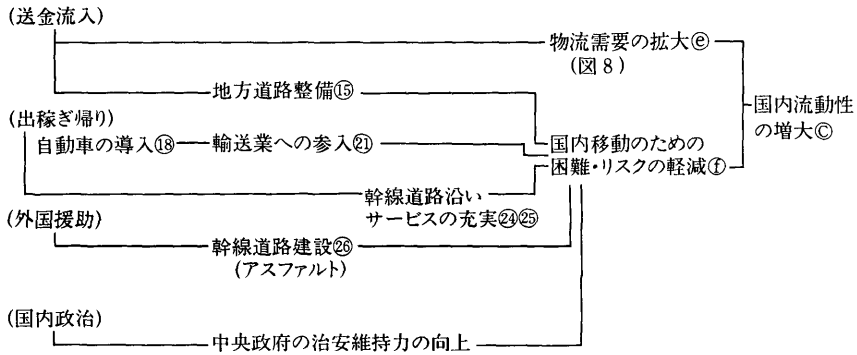 (送金流入)
物流需要の拡大ⓔ
(図8)
地方道路整備⑮
国内流動性
の増大Ⓒ
(出稼ぎ帰り)
自動車の導入⑱
輸送業への参入㉑
国内移動のための
困難・リスクの軽減ⓕ
幹線道路沿い
サービスの充実㉔㉕
(外国援助)
幹線道路建設㉖
(アスファルト)
(国内政治)
中央政府の治安維持力の向上